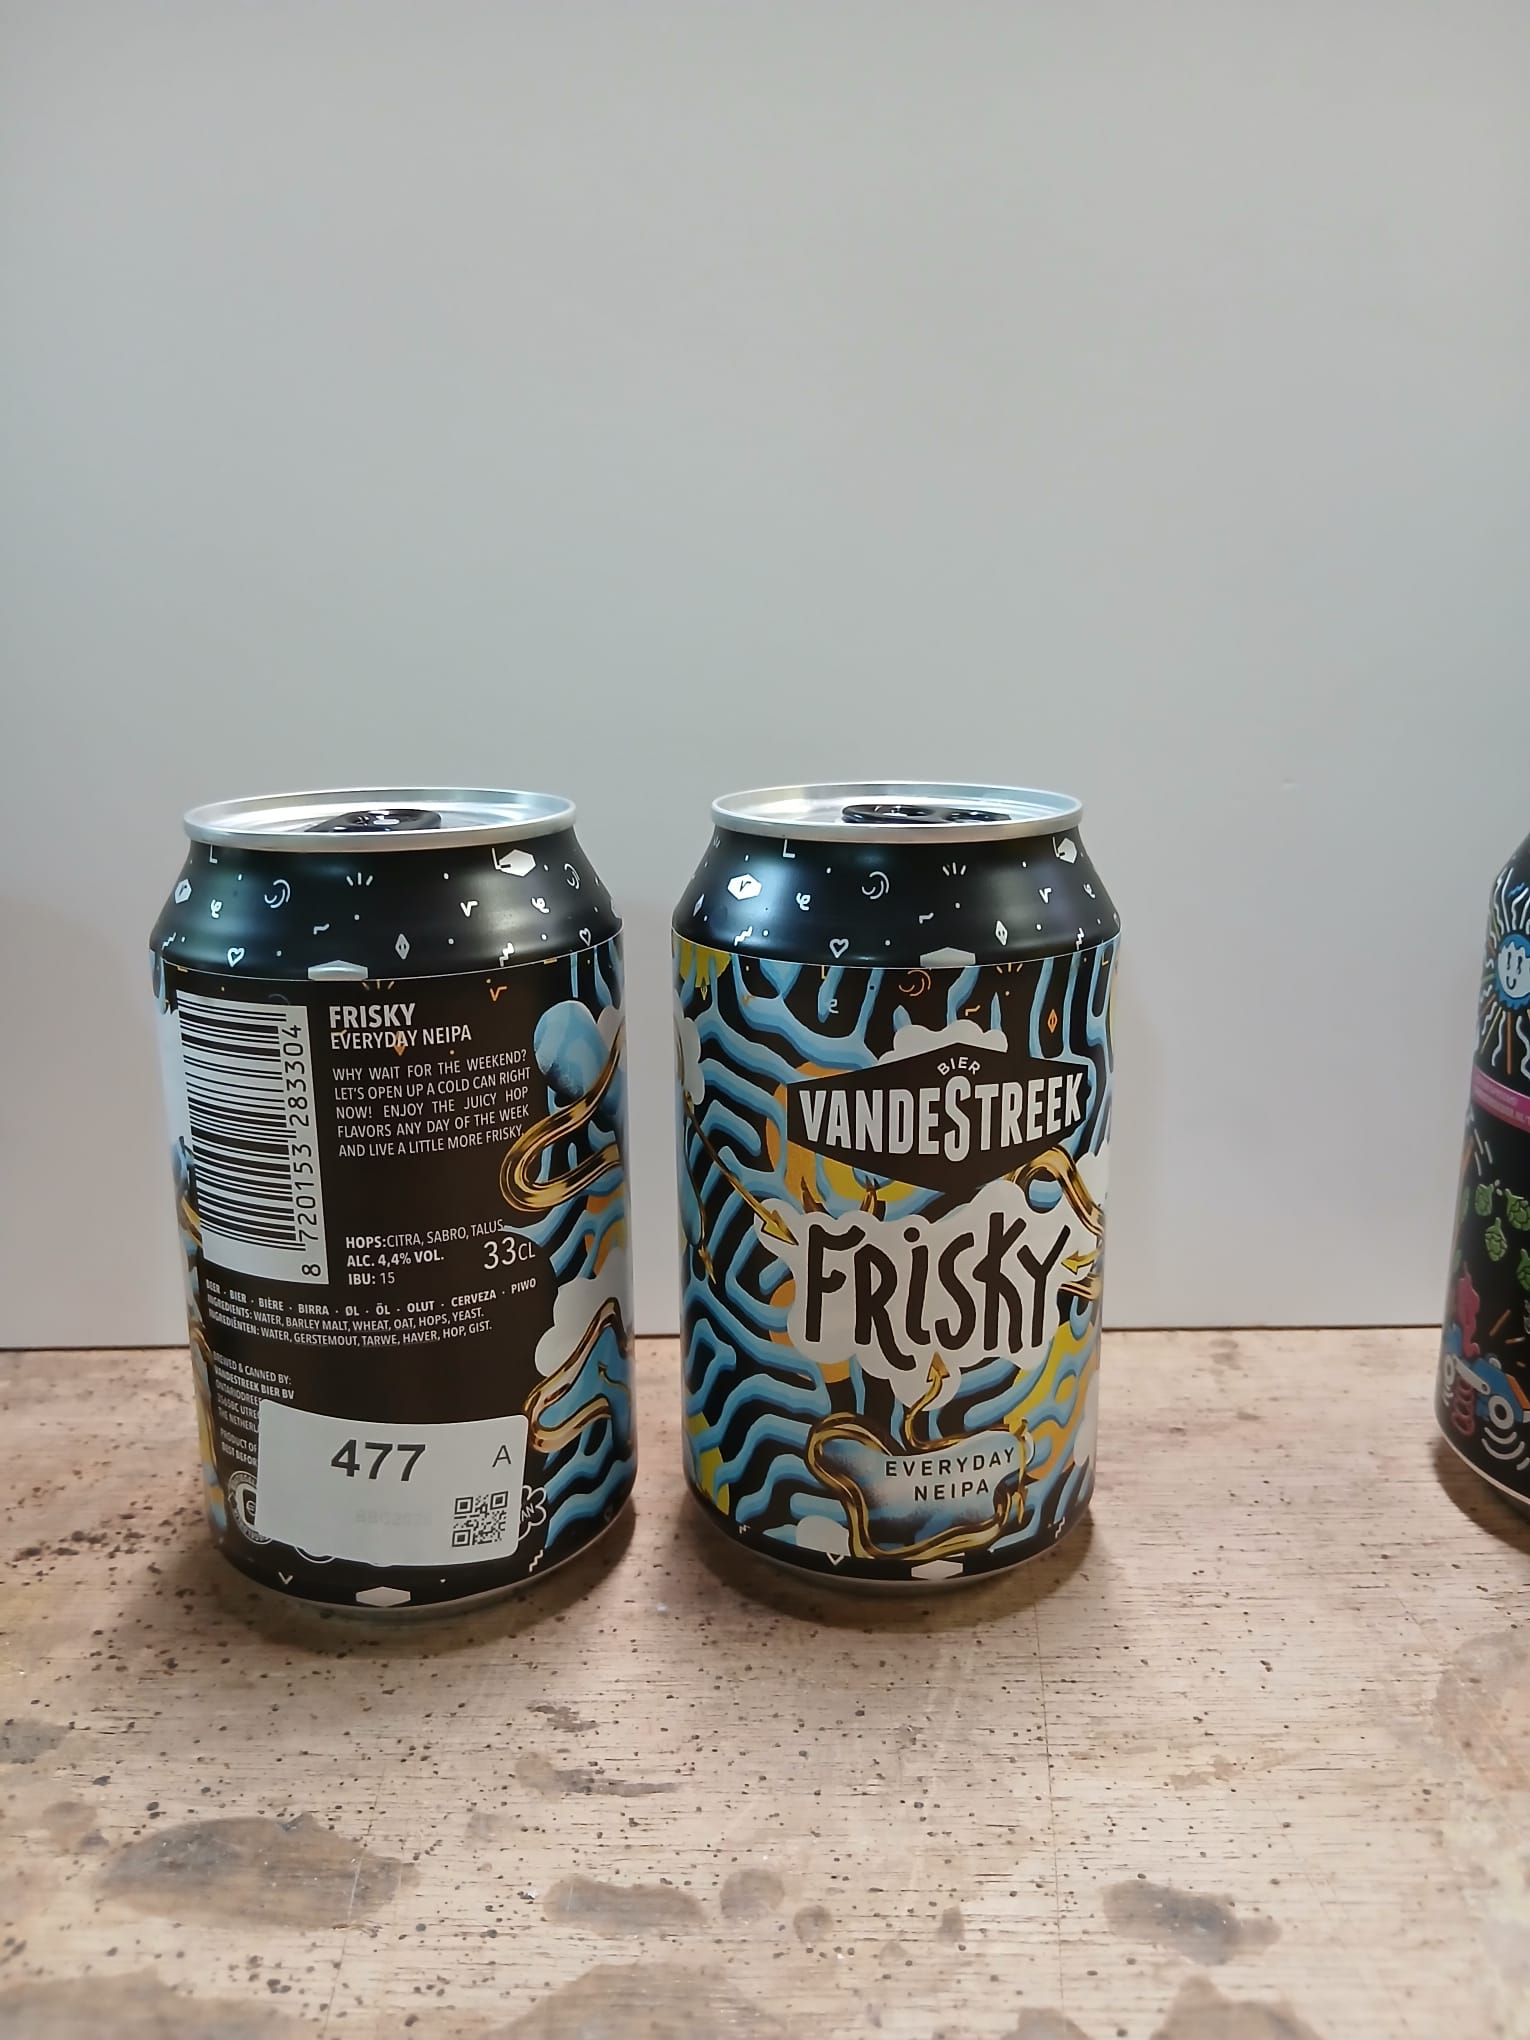 FRISKY
EVERYDAY NEIPA
WHY WAIT FOR THE WEEKEND?
LET'S OPEN UP A COLD CAN RIGHT
NOW! ENJOY THE JUICY HOP
FLAVORS ANY DAY OF THE WEEK
AND LIVE A LITTLE MORE FRISKY.
8 720153 283304
HOPS: CITRA, SABRO, TALUS
ALC. 4,4% VOL.
33CL
IBU: 15
BEER · BIER · BIÈRE · BIRRA · ØL · ÖL · OLUT · CERVEZA · PIWO
INGREDIENTS: WATER, BARLEY MALT, WHEAT, OAT, HOPS, YEAST.
INGREDIËNTEN: WATER, GERSTEMOUT, TARWE, HAVER, HOP, GIST.
BREWED & CANNED BY:
VANDESTREEK BIER BV
THE
PRODUCT OF
BEST
477 A
BIER
VANDESTREEK
FRISKY
EVERYDAY
NEIPA